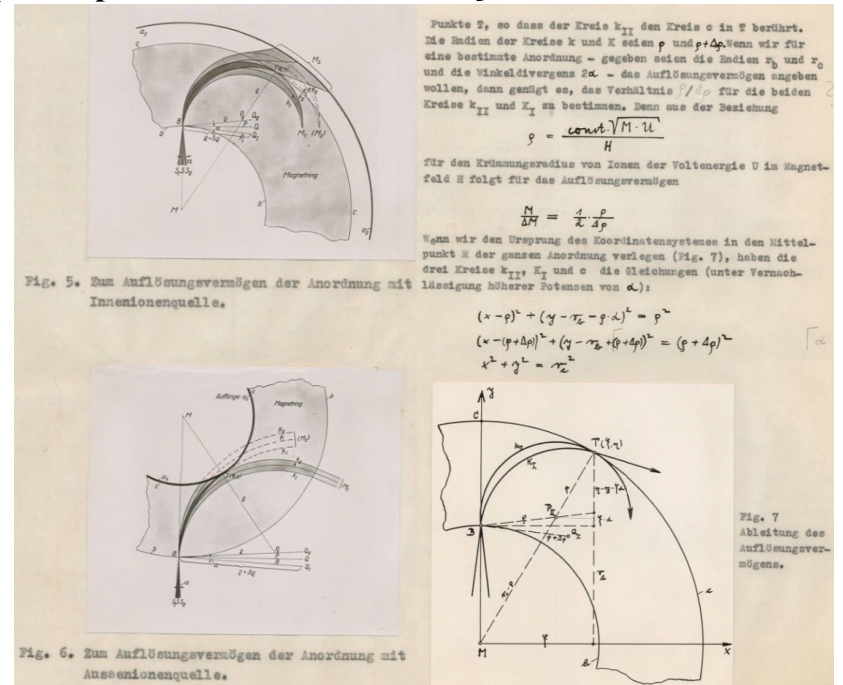 Punkte T, so dass der Kreis k_II den Kreis c in T berührt.
Die Radien der Kreise k und K seien ρ und ρ+Δρ. Wenn wir für
eine bestimmte Anordnung - gegeben seien die Radien r_b und r_c
und die Winkeldivergenz 2α - das Auflösungsvermögen angeben
wollen, dann genügt es, das Verhältnis ρ/Δρ für die beiden
Kreise k_II und K_I zu bestimmen. Denn aus der Beziehung
ρ = const. √(M · U) / H
für den Krümmungsradius von Ionen der Voltenergie U im Magnet-
feld H folgt für das Auflösungsvermögen
M/ΔM = 1/2 · ρ/Δρ
Wenn wir den Ursprung des Koordinatensystemes in den Mittel-
punkt M der ganzen Anordnung verlegen (Fig. 7), haben die
drei Kreise k_II, K_I und c die Gleichungen (unter Vernach-
lässigung höherer Potenzen von α):
(x - ρ)² + (y - r_b - ρ·α)² = ρ²
(x - (ρ+Δρ))² + (y - r_b + (ρ+Δρ))² = (ρ + Δρ)²
α
x² + y² = r_c²
Magnetring
Fig. 5. Zum Auflösungsvermögen der Anordnung mit
Innenionenquelle.
Auffänger
Magnetring
Fig. 6. Zum Auflösungsvermögen der Anordnung mit
Aussenionenquelle.
y
C
T (ξ, η)
K_I
B
ρ
r_b
M
ξ
x
b
c
Fig. 7
Ableitung des
Auflösungsver-
mögens.